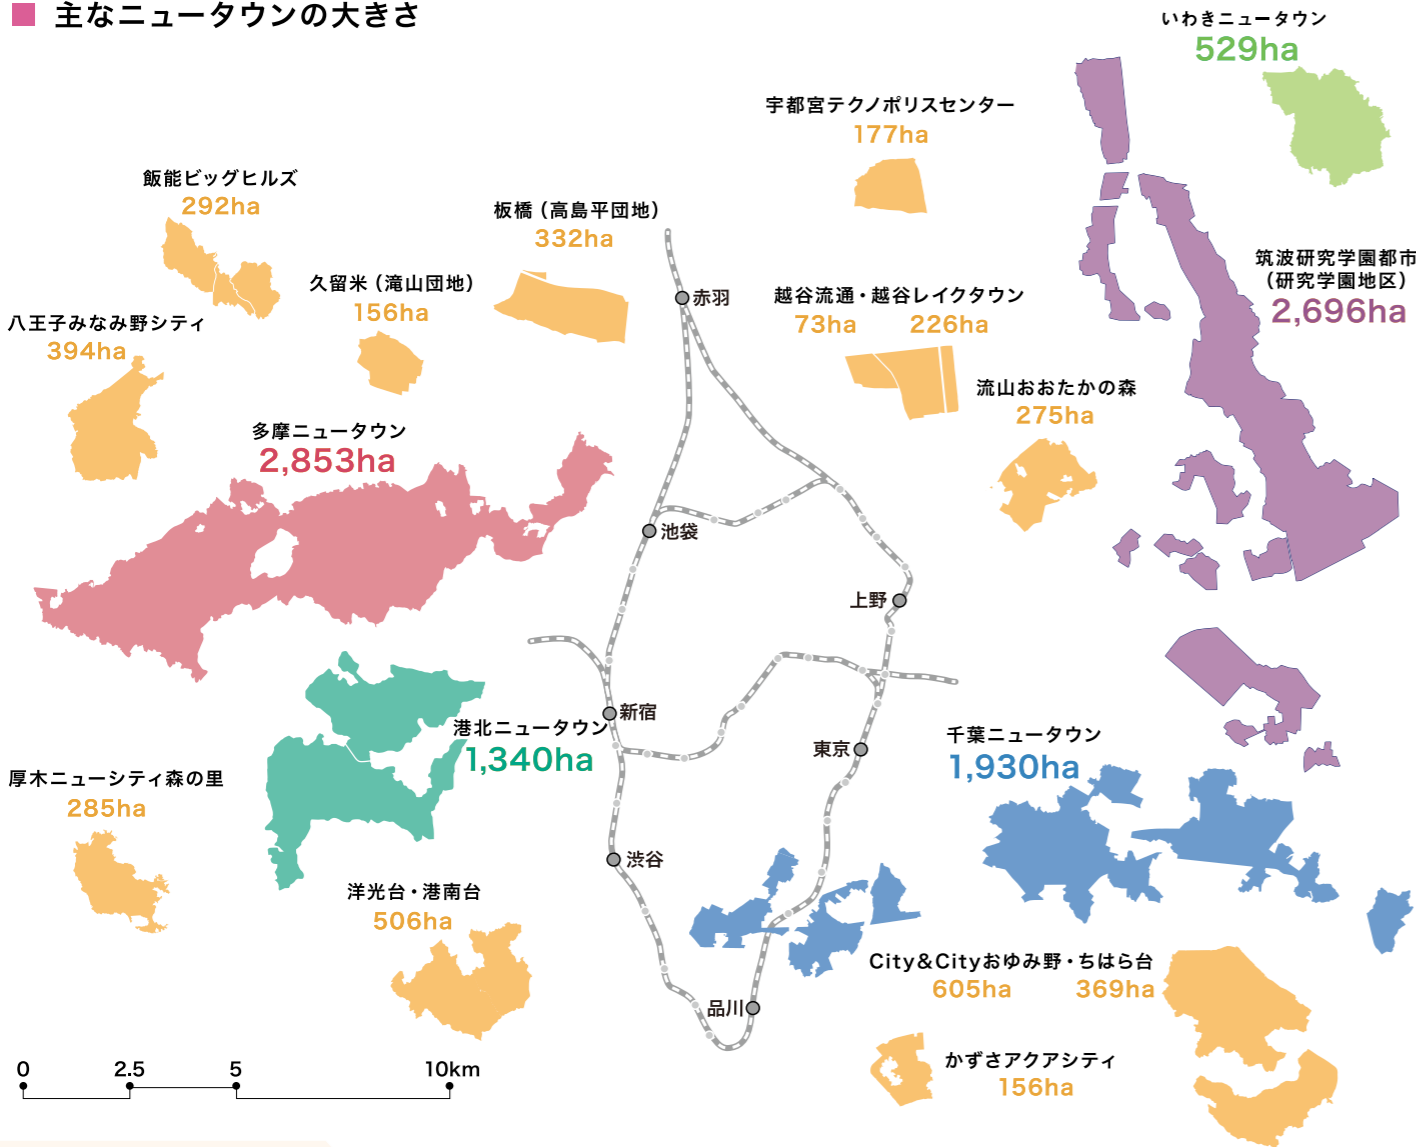 主なニュータウンの大きさ
いわきニュータウン
529ha
宇都宮テクノポリスセンター
177ha
飯能ビッグヒルズ
292ha
板橋（高島平団地）
332ha
久留米（滝山団地）
156ha
八王子みなみ野シティ
394ha
越谷流通・越谷レイクタウン
73ha 226ha
筑波研究学園都市
（研究学園地区）
2,696ha
流山おおたかの森
275ha
多摩ニュータウン
2,853ha
赤羽
池袋
上野
新宿
東京
渋谷
品川
港北ニュータウン
1,340ha
千葉ニュータウン
1,930ha
厚木ニューシティ森の里
285ha
洋光台・港南台
506ha
City&Cityおゆみ野・ちはら台
605ha 369ha
かずさアクアシティ
156ha
0 2.5 5 10km